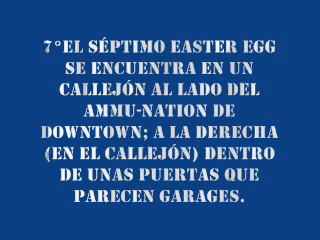 7°EL SÉPTIMO EASTER EGG
SE ENCUENTRA EN UN
CALLEJÓN AL LADO DEL
AMMU-NATION DE
DOWNTOWN; A LA DERECHA
(EN EL CALLEJÓN) DENTRO
DE UNAS PUERTAS QUE
PARECEN GARAGES.